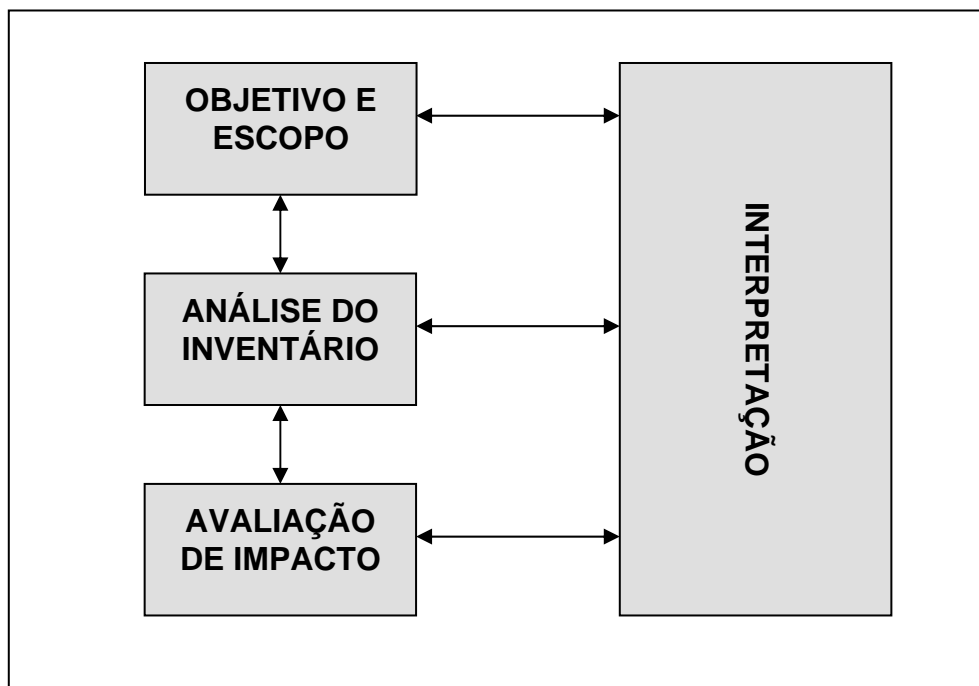 OBJETIVO E
ESCOPO
ANÁLISE DO
INVENTÁRIO
AVALIAÇÃO
DE IMPACTO
INTERPRETAÇÃO